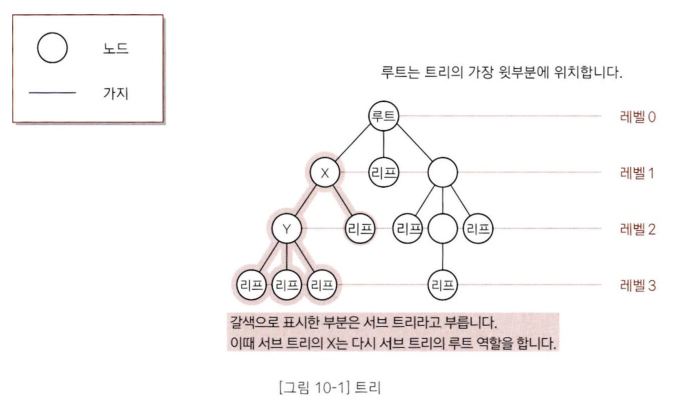 노드
가지
루트는 트리의 가장 윗부분에 위치합니다.
루트 레벨 0
X 리프 레벨 1
Y 리프 리프 리프 레벨 2
리프 리프 리프 리프 레벨 3
갈색으로 표시한 부분은 서브 트리라고 부릅니다.
이때 서브 트리의 X는 다시 서브 트리의 루트 역할을 합니다.
[그림 10-1] 트리